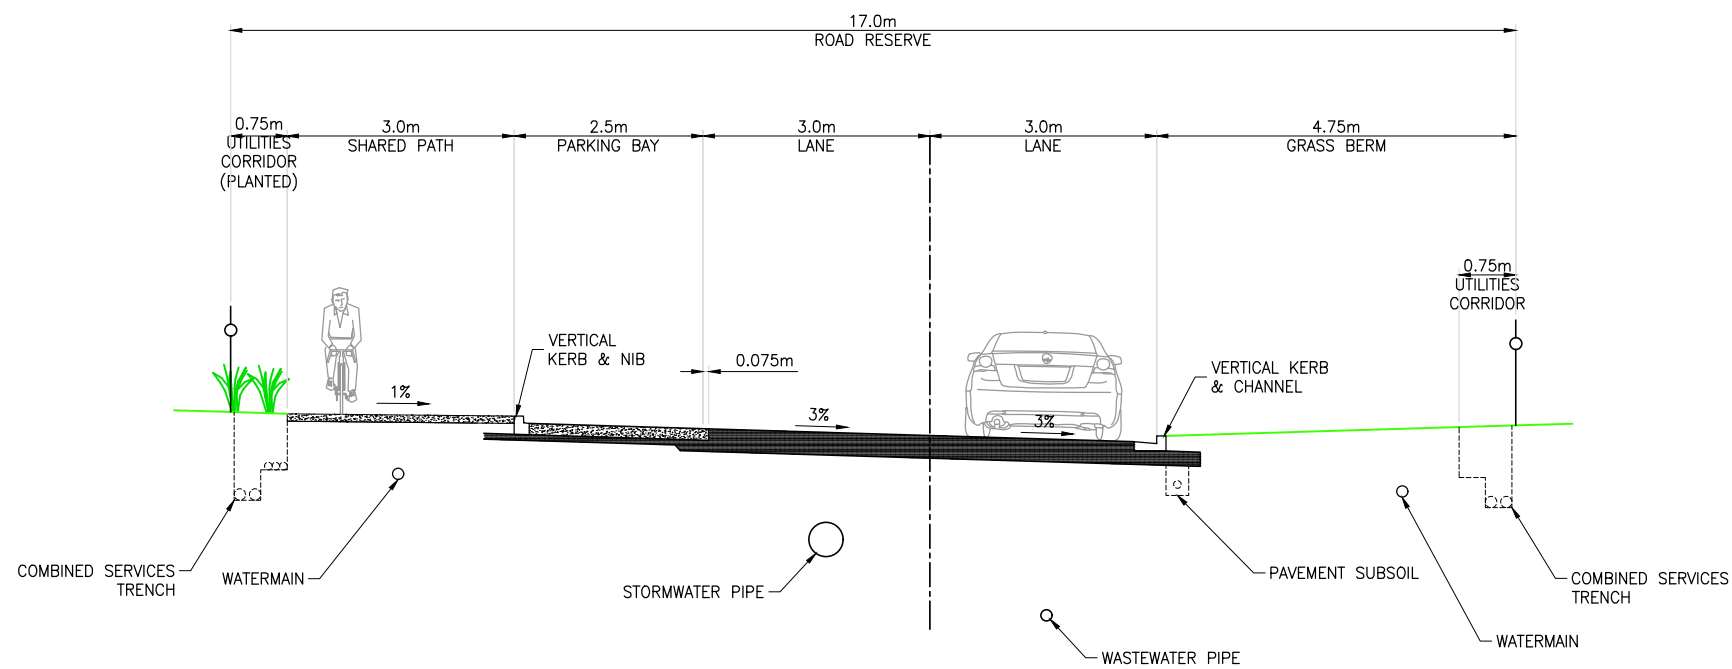 17.0m
ROAD RESERVE
0.75m
UTILITIES
CORRIDOR
(PLANTED)
3.0m
SHARED PATH
2.5m
PARKING BAY
3.0m
LANE
3.0m
LANE
4.75m
GRASS BERM
0.75m
UTILITIES
CORRIDOR
VERTICAL
KERB & NIB
0.075m
VERTICAL KERB
& CHANNEL
1%
3%
3%
COMBINED SERVICES
TRENCH
WATERMAIN
STORMWATER PIPE
PAVEMENT SUBSOIL
COMBINED SERVICES
TRENCH
WATERMAIN
WASTEWATER PIPE